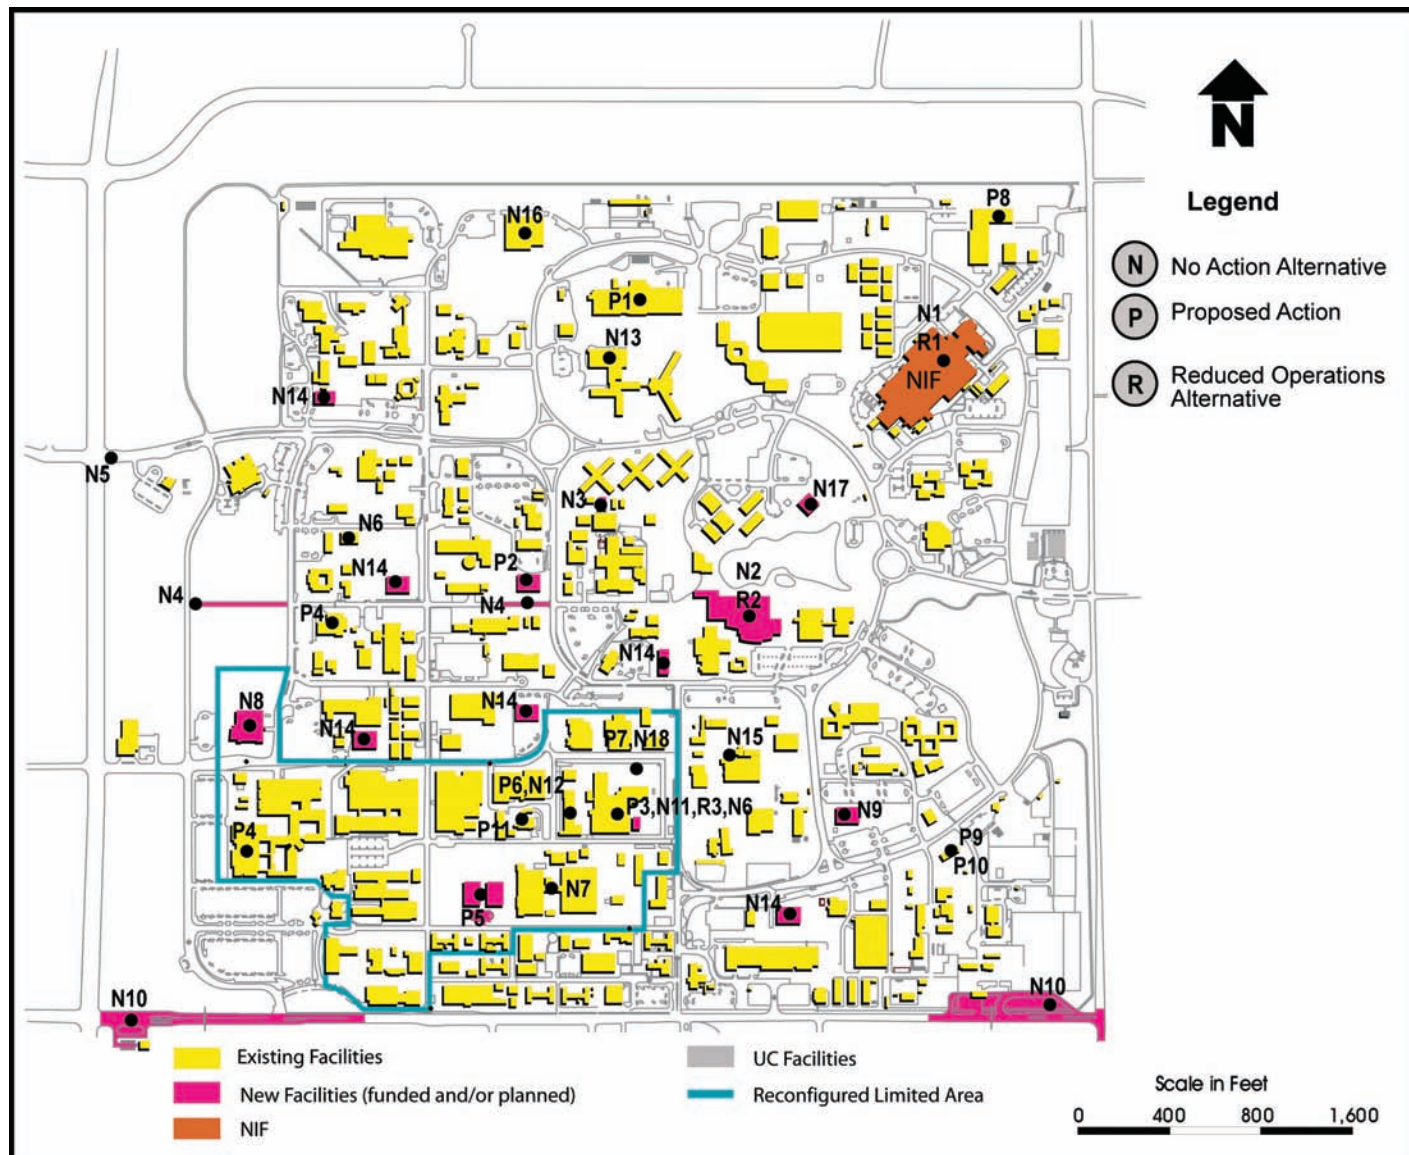 N
Legend
N No Action Alternative
P Proposed Action
R Reduced Operations
Alternative
P8
N16
P1
N1
R1
NIF
N13
N14
N5
N3
N17
N6
N14
P2
N2
N4
N4
R2
P4
N14
N8
N14
N14
P7,N18
N15
P6,N12
P3,N11,R3,N6
N9
P11
P4
P9
P10
N7
P5
N14
N10
N10
Existing Facilities
New Facilities (funded and/or planned)
NIF
UC Facilities
Reconfigured Limited Area
Scale in Feet
0 400 800 1,600